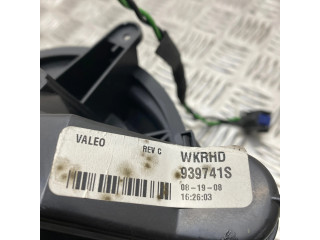 VALEO REV C WKRHD
939741S
08-19-08
16:26:03